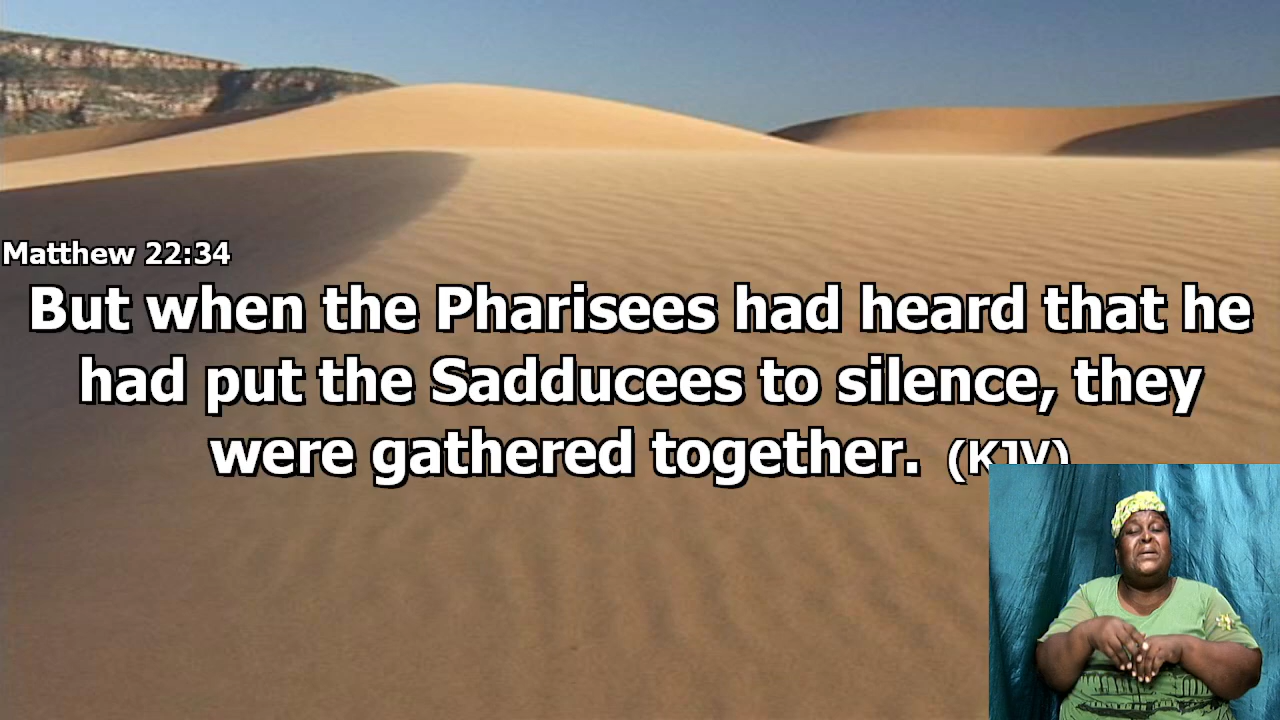 Matthew 22:34
But when the Pharisees had heard that he
had put the Sadducees to silence, they
were gathered together. (KJV)